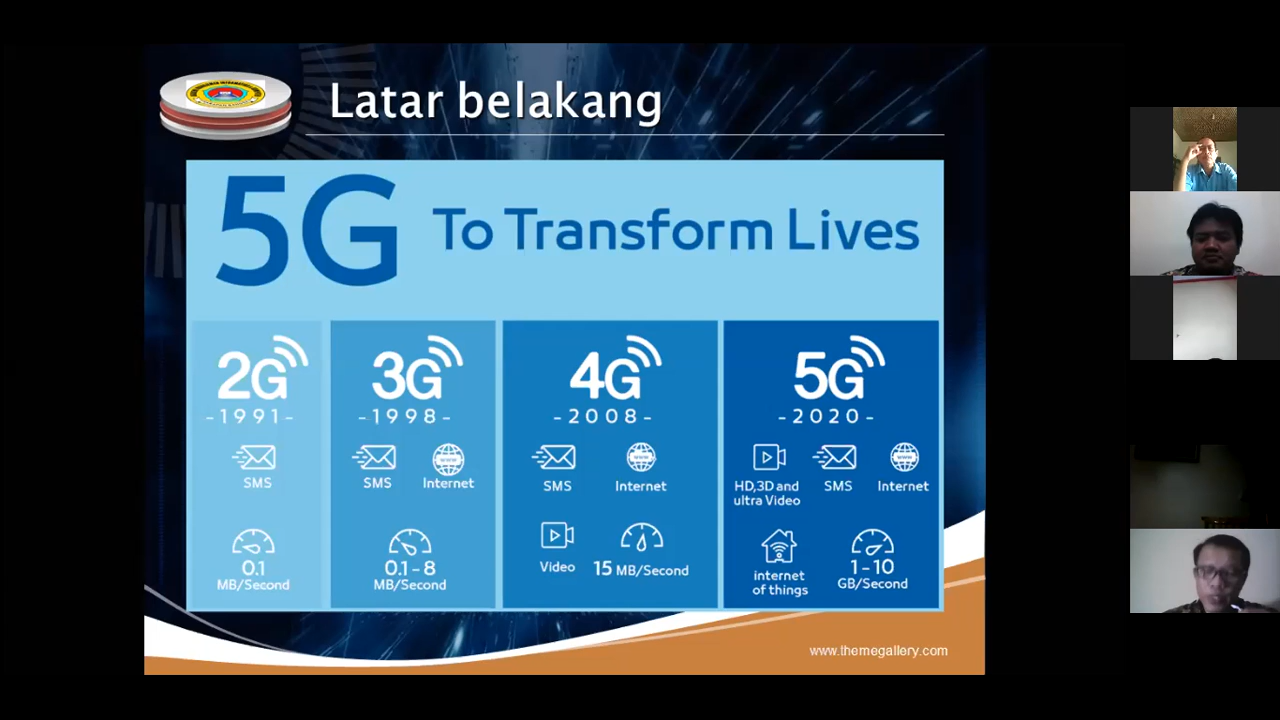 Latar belakang
5G To Transform Lives
2G
-1991-
SMS
0.1
MB/Second
3G
-1998-
SMS Internet
0.1-8
MB/Second
4G
-2008-
SMS Internet
Video 15 MB/Second
5G
-2020-
HD,3D and
ultra Video
SMS Internet
internet
of things
1-10
GB/Second
www.themegallery.com